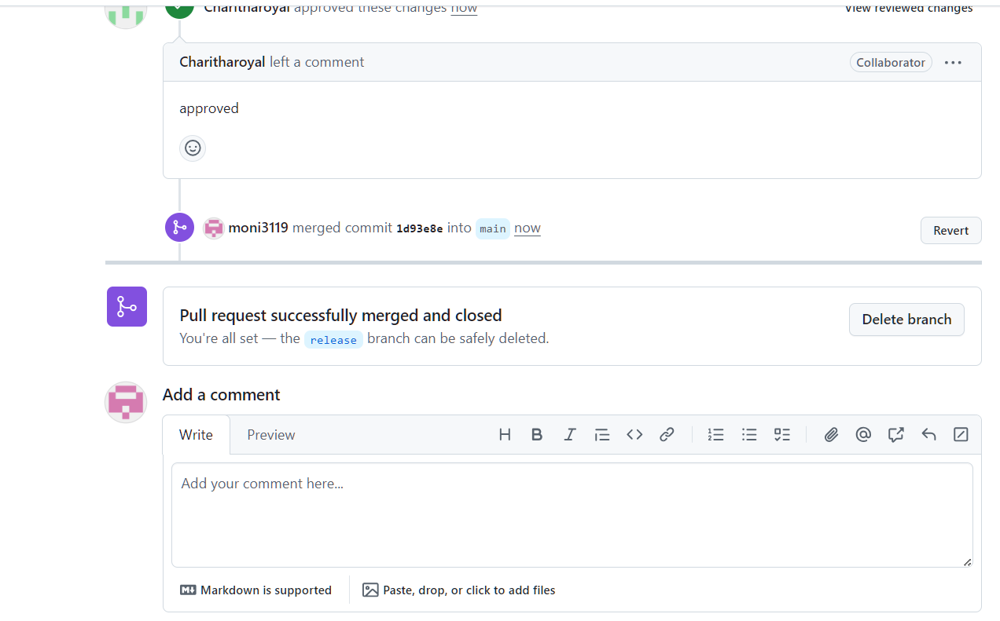 Charitharoyal approved these changes now
View reviewed changes
Charitharoyal left a comment
Collaborator
approved
moni3119 merged commit 1d93e8e into main now
Revert
Pull request successfully merged and closed
Delete branch
You're all set — the release branch can be safely deleted.
Add a comment
Write
Preview
Add your comment here...
Markdown is supported
Paste, drop, or click to add files